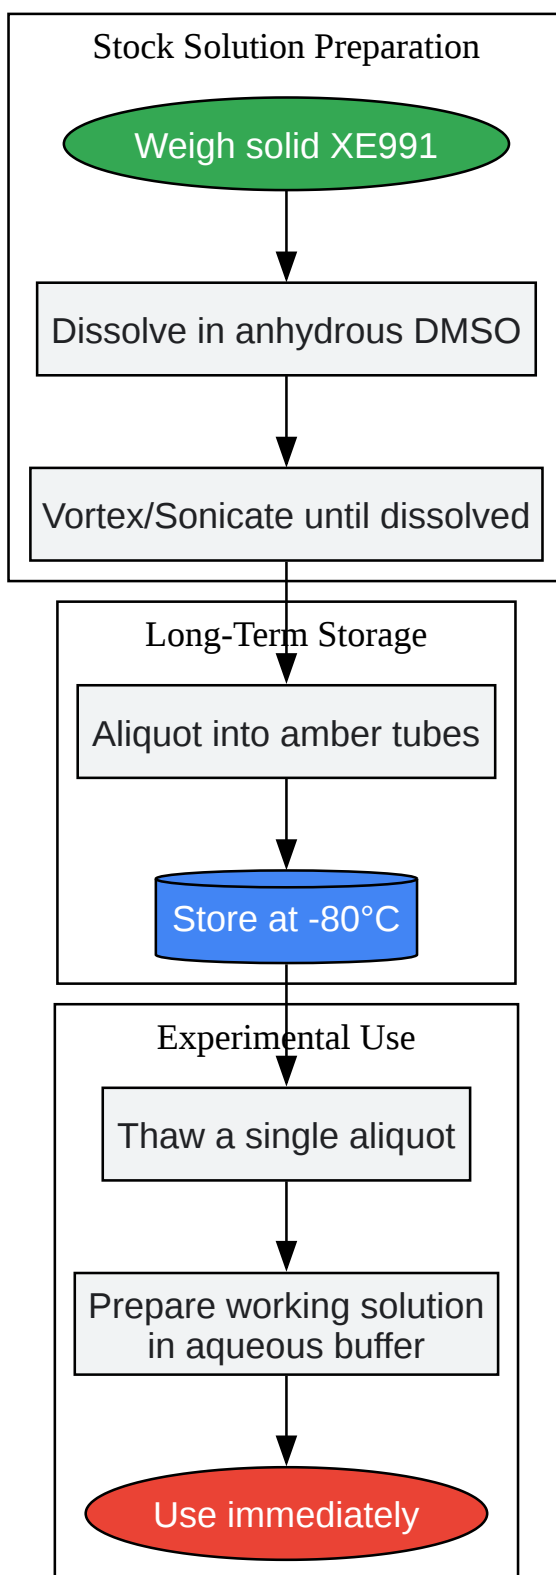 Stock Solution Preparation
Weigh solid XE991
Dissolve in anhydrous DMSO
Vortex/Sonicate until dissolved
Long-Term Storage
Aliquot into amber tubes
Store at -80°C
Experimental Use
Thaw a single aliquot
Prepare working solution
in aqueous buffer
Use immediately